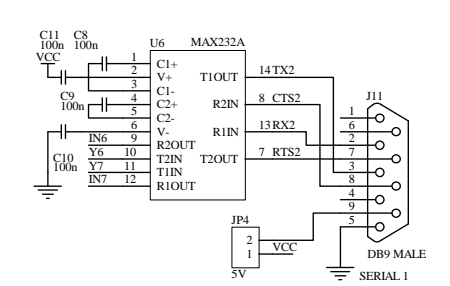 C11 C8
100n 100n
VCC
U6 MAX232A
1 C1+
2 V+
3 C1-
C9
100n
4 C2+
5 C2-
6 V-
IN6 9 R2OUT
Y6 10 T2IN
Y7 11 T1IN
IN7 12 R1OUT
C10
100n
T1OUT 14 TX2
R2IN 8 CTS2
R1IN 13 RX2
T2OUT 7 RTS2
J11
1
6
2
7
3
8
4
9
5
JP4
2
1 VCC
5V
DB9 MALE
SERIAL 1